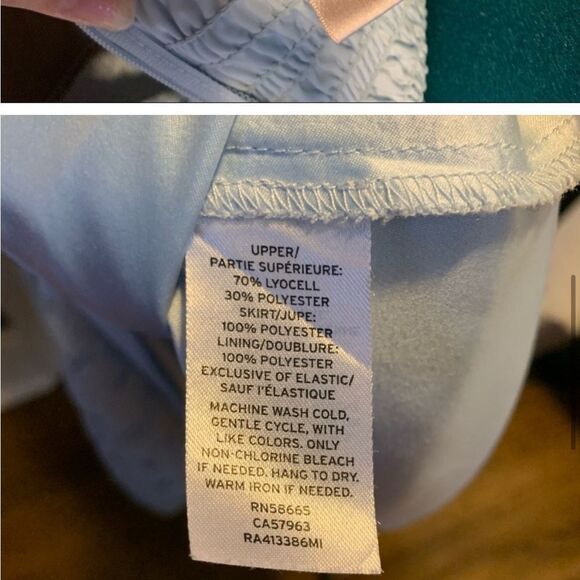 UPPER/
PARTIE SUPÉRIEURE:
70% LYOCELL
30% POLYESTER
SKIRT/JUPE:
100% POLYESTER
LINING/DOUBLURE:
100% POLYESTER
EXCLUSIVE OF ELASTIC/
SAUF l'ÉLASTIQUE
MACHINE WASH COLD,
GENTLE CYCLE, WITH
LIKE COLORS. ONLY
NON-CHLORINE BLEACH
IF NEEDED. HANG TO DRY.
WARM IRON IF NEEDED.
RN58665
CA57963
RA413386MI